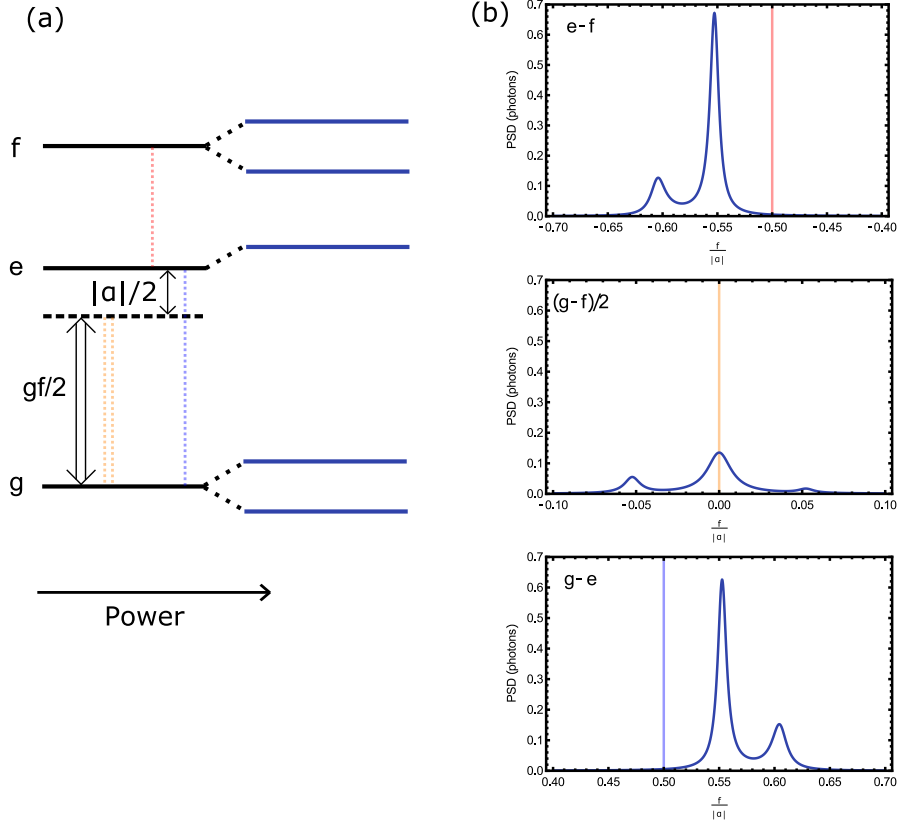 (a)
f
e
|α|/2
gf/2
g
Power
(b)
e-f
PSD (photons)
0.7
0.6
0.5
0.4
0.3
0.2
0.1
0.0
-0.70
-0.65
-0.60
-0.55
-0.50
-0.45
-0.40
f
|α|
(g-f)/2
PSD (photons)
0.7
0.6
0.5
0.4
0.3
0.2
0.1
0.0
-0.10
-0.05
0.00
0.05
0.10
f
|α|
g-e
PSD (photons)
0.7
0.6
0.5
0.4
0.3
0.2
0.1
0.0
0.40
0.45
0.50
0.55
0.60
0.65
0.70
f
|α|